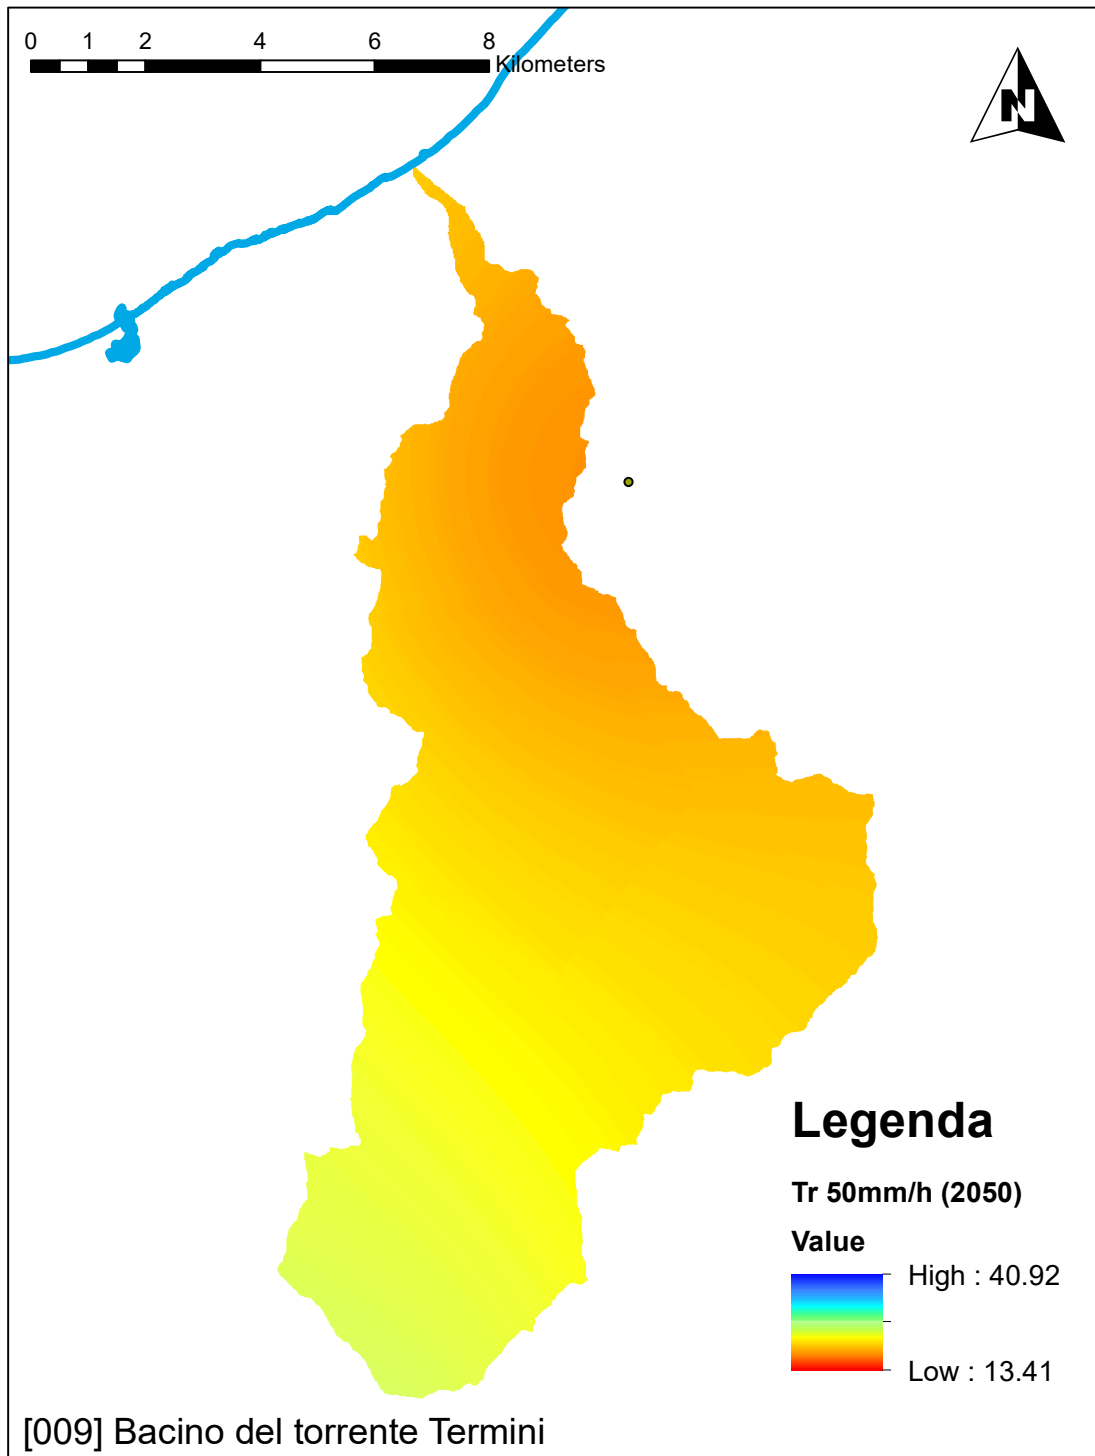 0 1 2 4 6 8
Kilometers
N
Legenda
Tr 50mm/h (2050)
Value
High : 40.92
Low : 13.41
[009] Bacino del torrente Termini